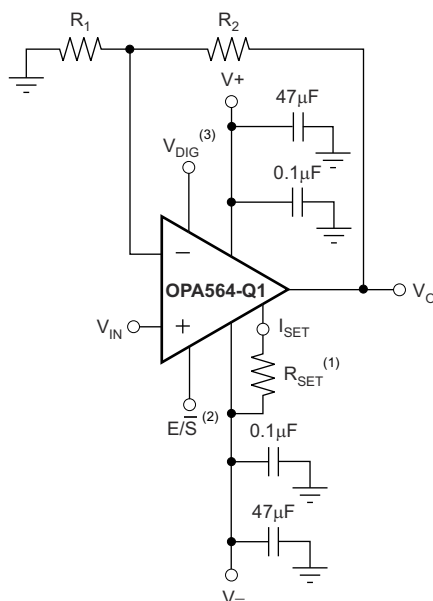 R1 R2
V+ 47µF
VDIG (3)
0.1µF
−
OPA564-Q1
VO
VIN +
ISET
RSET (1)
E/S̅ (2)
0.1µF
47µF
V−